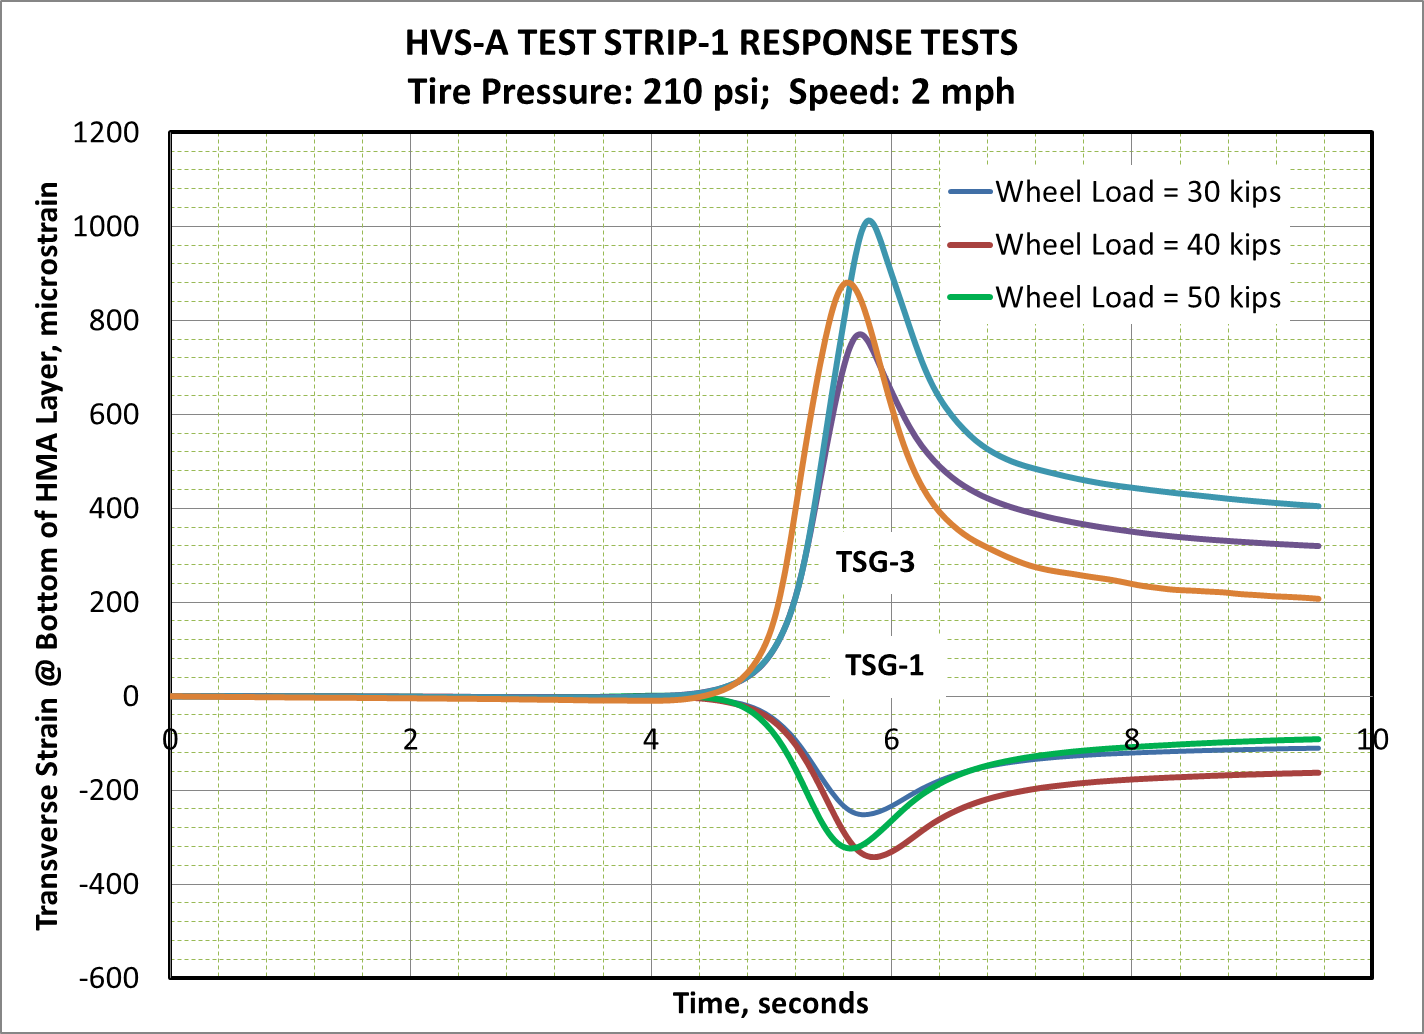 HVS-A TEST STRIP-1 RESPONSE TESTS
Tire Pressure: 210 psi;  Speed: 2 mph
Transverse Strain @ Bottom of HMA Layer, microstrain
1200
1000
800
600
400
200
0
-200
-400
-600
Wheel Load = 30 kips
Wheel Load = 40 kips
Wheel Load = 50 kips
TSG-3
TSG-1
0 2 4 6 8 10
Time, seconds